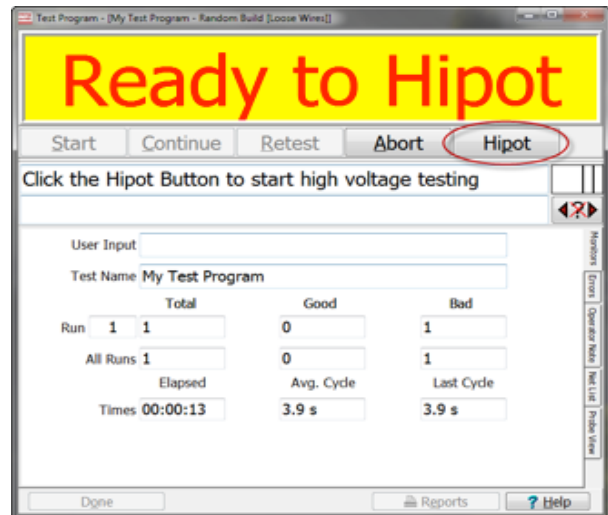 Test Program - [My Test Program - Random Build [Loose Wires]]
Ready to Hipot
Start Continue Retest Abort Hipot
Click the Hipot Button to start high voltage testing
User Input
Test Name My Test Program
Total Good Bad
Run 1 1 0 1
All Runs 1 0 1
Elapsed Avg. Cycle Last Cycle
Times 00:00:13 3.9 s 3.9 s
Done Reports ? Help
Monitors
Errors
Operator Note
Net List
Probe View